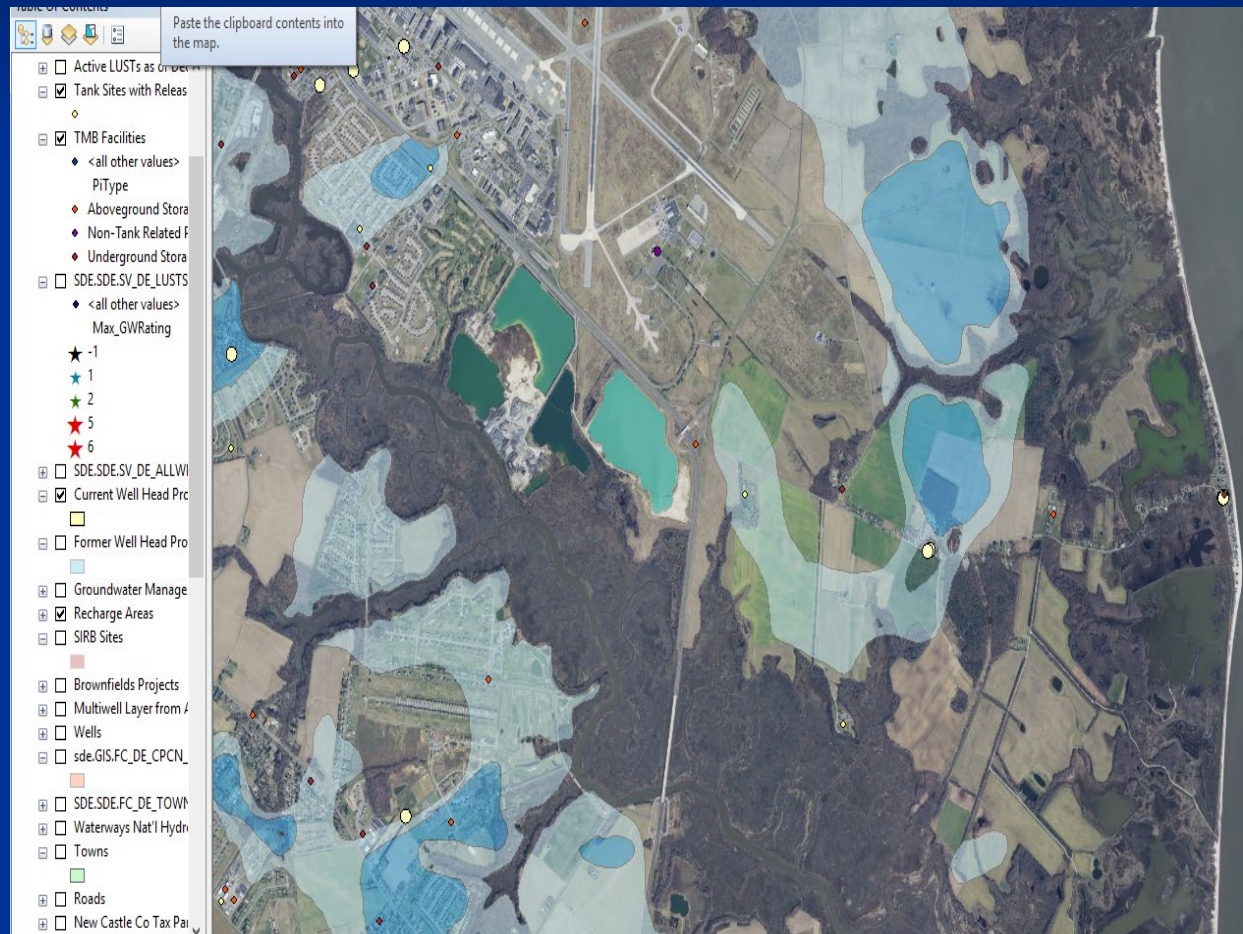 Table Of Contents
Paste the clipboard contents into
the map.
Active LUSTs as of De
Tank Sites with Releas
TMB Facilities
<all other values>
PiType
Aboveground Stora
Non-Tank Related
Underground Stora
SDE.SDE.SV_DE_LUSTS
<all other values>
Max_GWRating
-1
1
2
5
6
SDE.SDE.SV_DE_ALLWI
Current Well Head Pro
Former Well Head Pro
Groundwater Manage
Recharge Areas
SIRB Sites
Brownfields Projects
Multiwell Layer from A
Wells
sde.GIS.FC_DE_CPCN_
SDE.SDE.FC_DE_TOWN
Waterways Nat'l Hydro
Towns
Roads
New Castle Co Tax Par